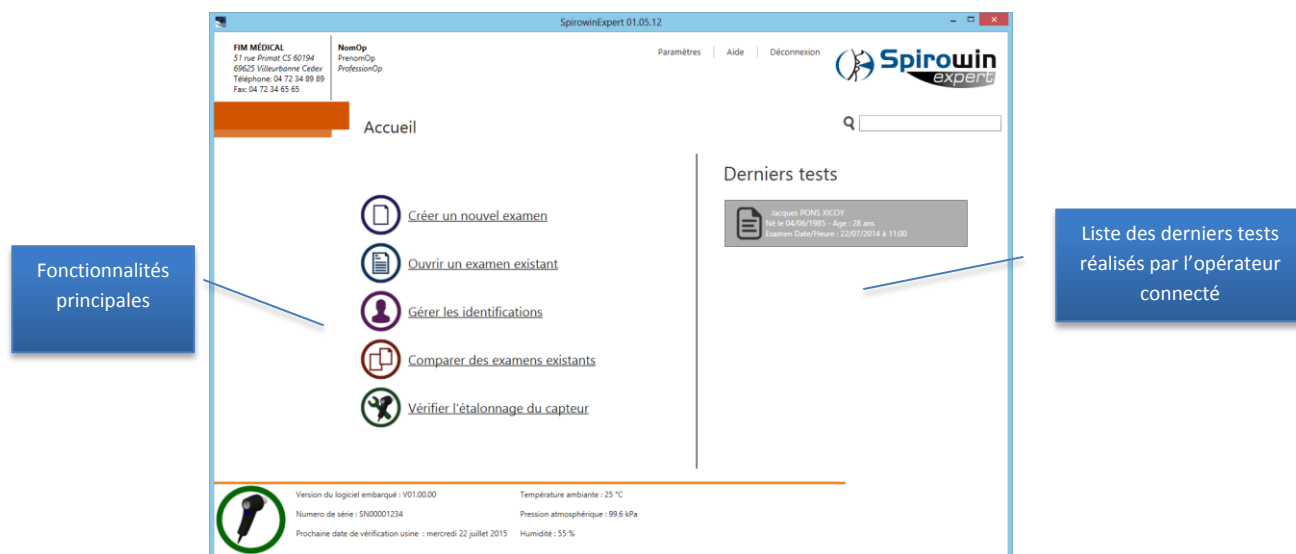 SpirowinExpert 01.05.12
FIM MÉDICAL
51 rue Primat CS 60194
69625 Villeurbanne Cedex
Téléphone: 04 72 34 89 89
Fax: 04 72 34 65 65
NomOp
PrenomOp
ProfessionOp
Paramètres
Aide
Déconnexion
Spirowin
expert
Accueil
Derniers tests
Jacques PONS XICOY
Né le 04/06/1985 - Age : 28 ans
Examen Date/Heure : 22/07/2014 à 11:00
Créer un nouvel examen
Ouvrir un examen existant
Gérer les identifications
Comparer des examens existants
Vérifier l'étalonnage du capteur
Fonctionnalités
principales
Liste des derniers tests
réalisés par l’opérateur
connecté
Version du logiciel embarqué : V01.00.00
Numero de série : SN00001234
Prochaine date de vérification usine : mercredi 22 juillet 2015
Température ambiante : 25 °C
Pression atmosphérique : 99,6 kPa
Humidité : 55 %